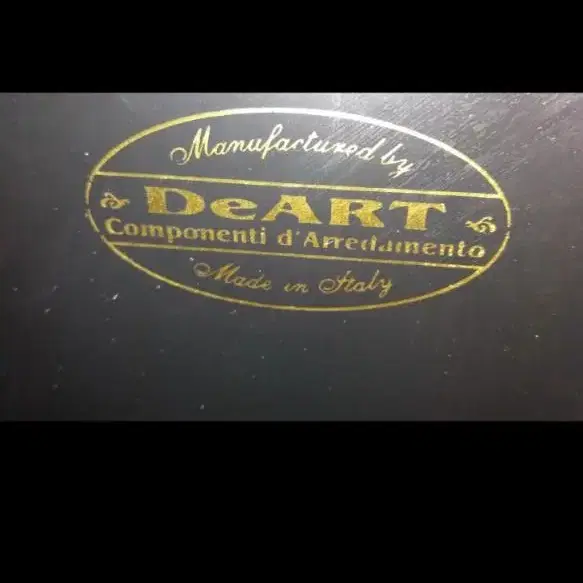 Manufactured by
DeART
Componenti d'Arredamento
Made in Italy